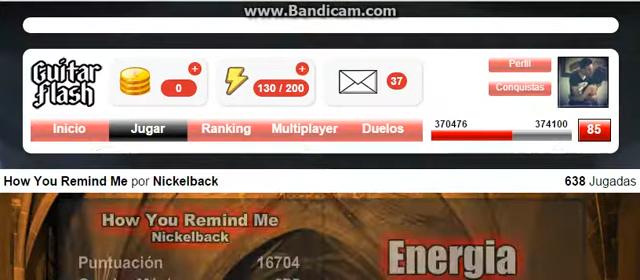 www.Bandicam.com
Guitar Flash
0
130 / 200
37
Perfil
Conquistas
Inicio Jugar Ranking Multiplayer Duelos
370476 374100
85
How You Remind Me por Nickelback 638 Jugadas
How You Remind Me
Nickelback
Puntuación 16704
Energia